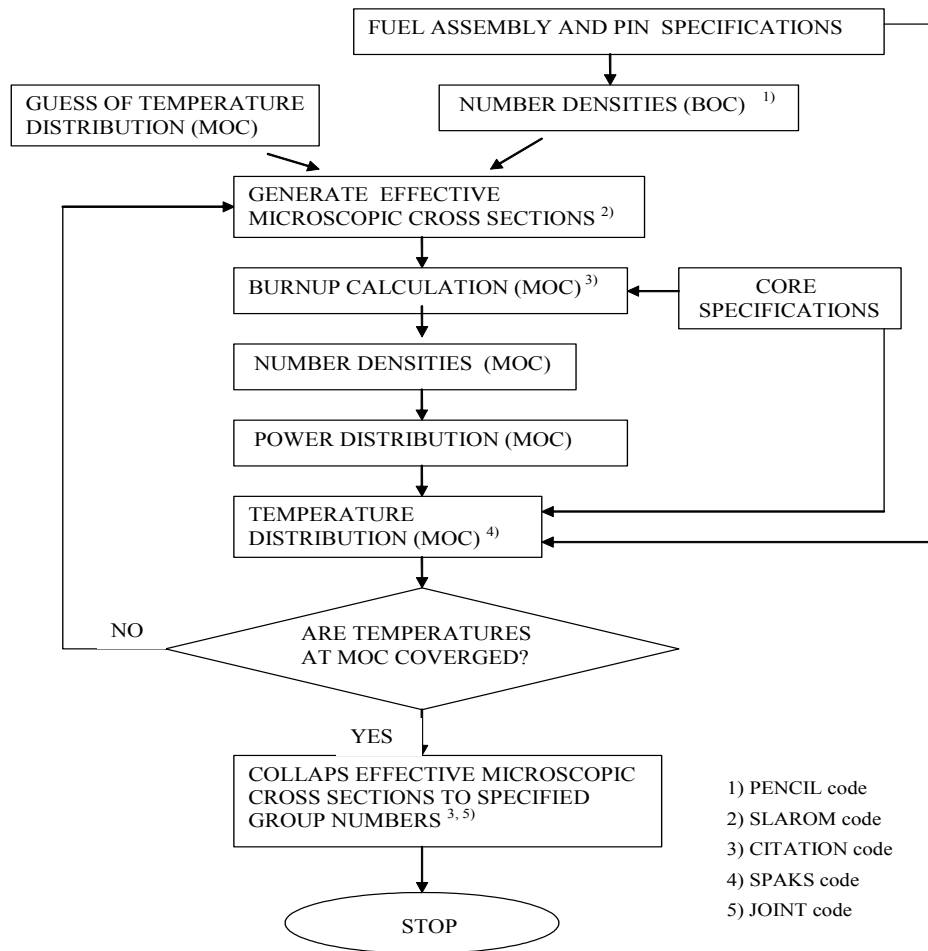 FUEL ASSEMBLY AND PIN SPECIFICATIONS
GUESS OF TEMPERATURE
DISTRIBUTION (MOC)
NUMBER DENSITIES (BOC) 1)
GENERATE EFFECTIVE
MICROSCOPIC CROSS SECTIONS 2)
BURNUP CALCULATION (MOC) 3)
CORE
SPECIFICATIONS
NUMBER DENSITIES (MOC)
POWER DISTRIBUTION (MOC)
TEMPERATURE
DISTRIBUTION (MOC) 4)
NO
ARE TEMPERATURES
AT MOC COVERGED?
YES
COLLAPS EFFECTIVE MICROSCOPIC
CROSS SECTIONS TO SPECIFIED
GROUP NUMBERS 3, 5)
STOP
1) PENCIL code
2) SLAROM code
3) CITATION code
4) SPAKS code
5) JOINT code